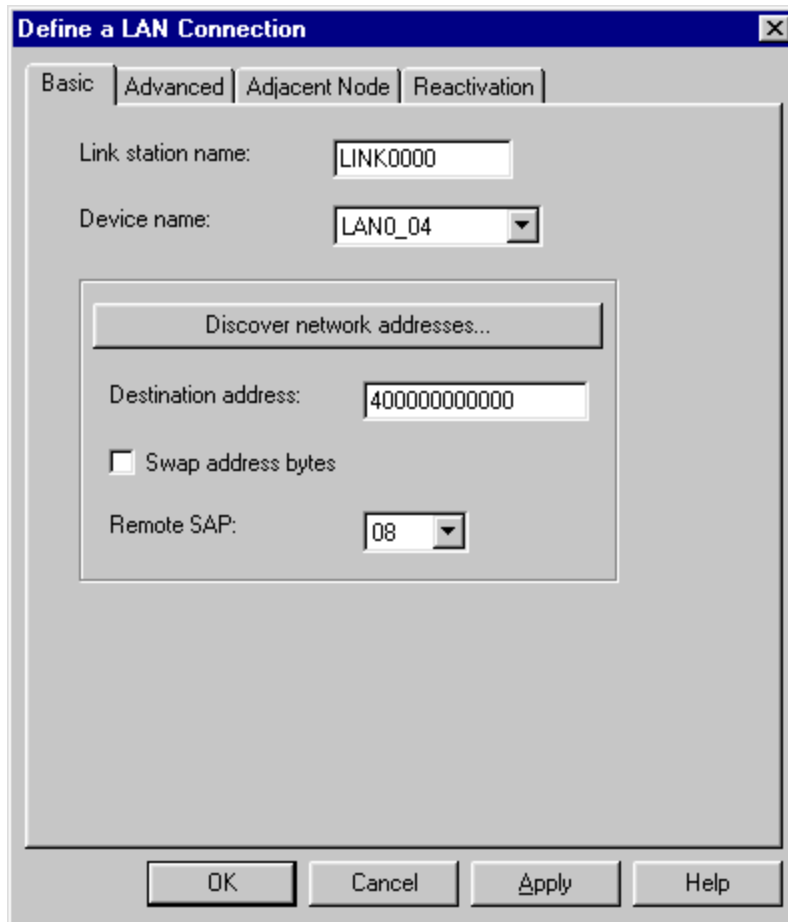 Define a LAN Connection
Basic Advanced Adjacent Node Reactivation
Link station name: LINK0000
Device name: LAN0_04
Discover network addresses...
Destination address: 400000000000
Swap address bytes
Remote SAP: 08
OK Cancel Apply Help